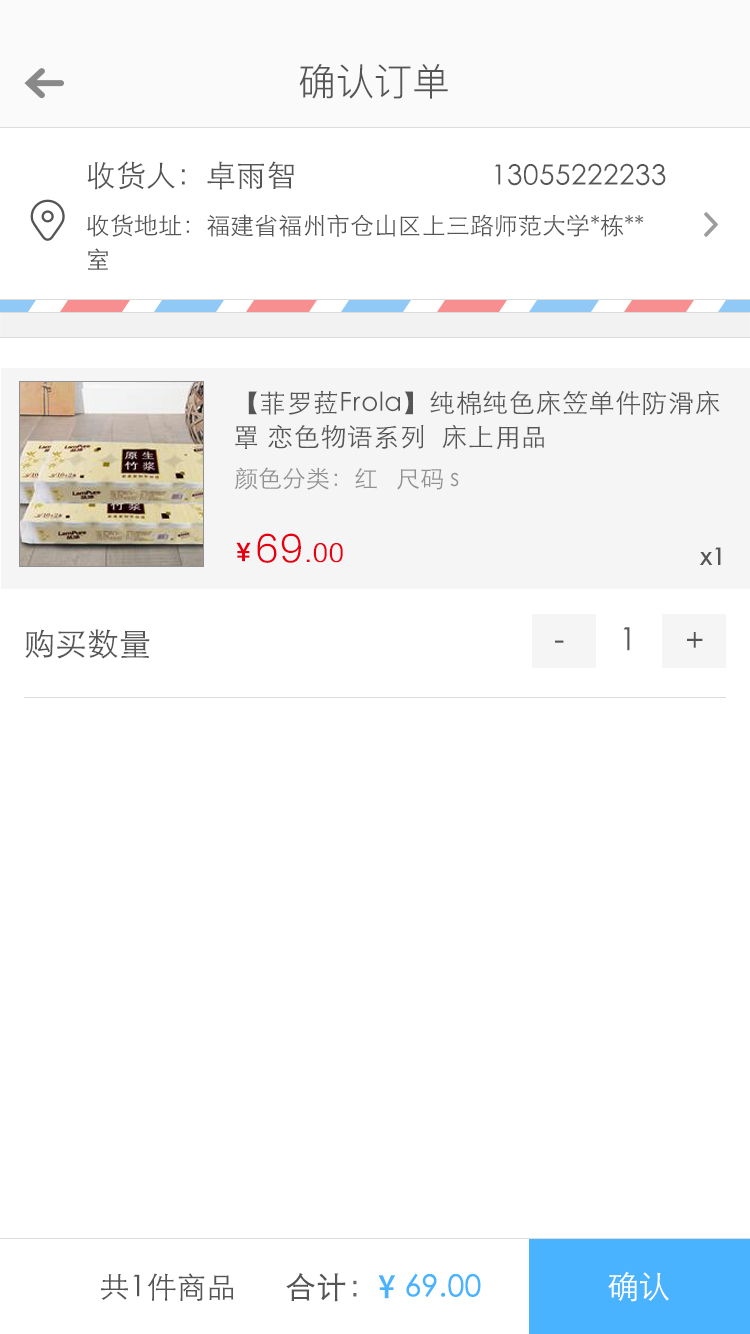 确认订单
收货人：卓雨智 13055222233
收货地址：福建省福州市仓山区上三路师范大学*栋**
室
【菲罗菈Frola】纯棉纯色床笠单件防滑床
罩 恋色物语系列 床上用品
颜色分类：红 尺码 s
¥69.00
x1
原生
竹浆
LamPure
LamPure
竹浆
LamPure
购买数量
- 1 +
共1件商品 合计：¥ 69.00
确认